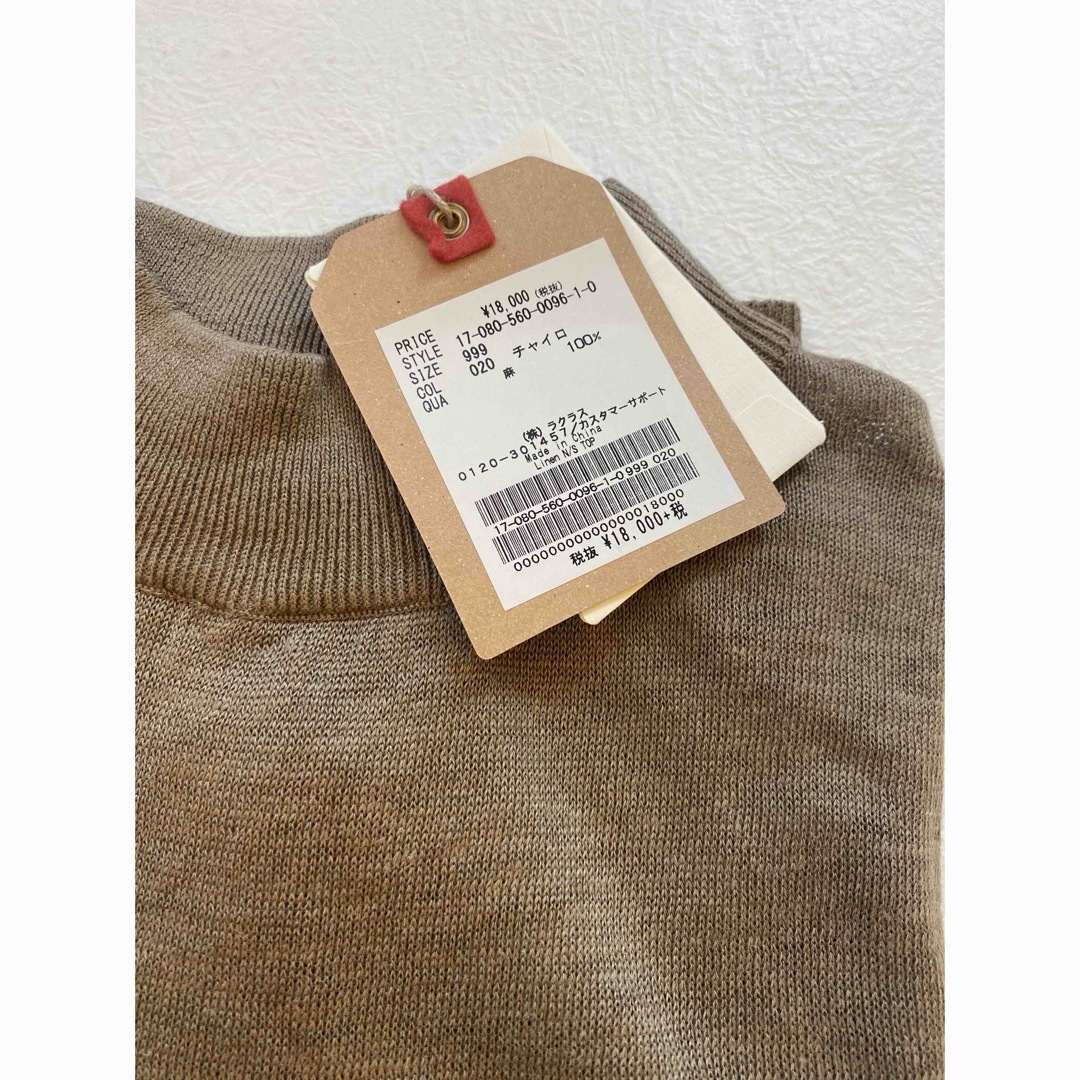 PRICE ¥18,000 (税抜)
STYLE 17-080-560-0096-1-0
SIZE 999
COL 020 チャイロ
QUA 麻 100%
(株) ラクラス
0120-301457/カスタマーサポート
Made in China
Linen N/S TOP
17-080-560-0096-1-0999 020
0000000000000018000
税抜 ¥18,000+税